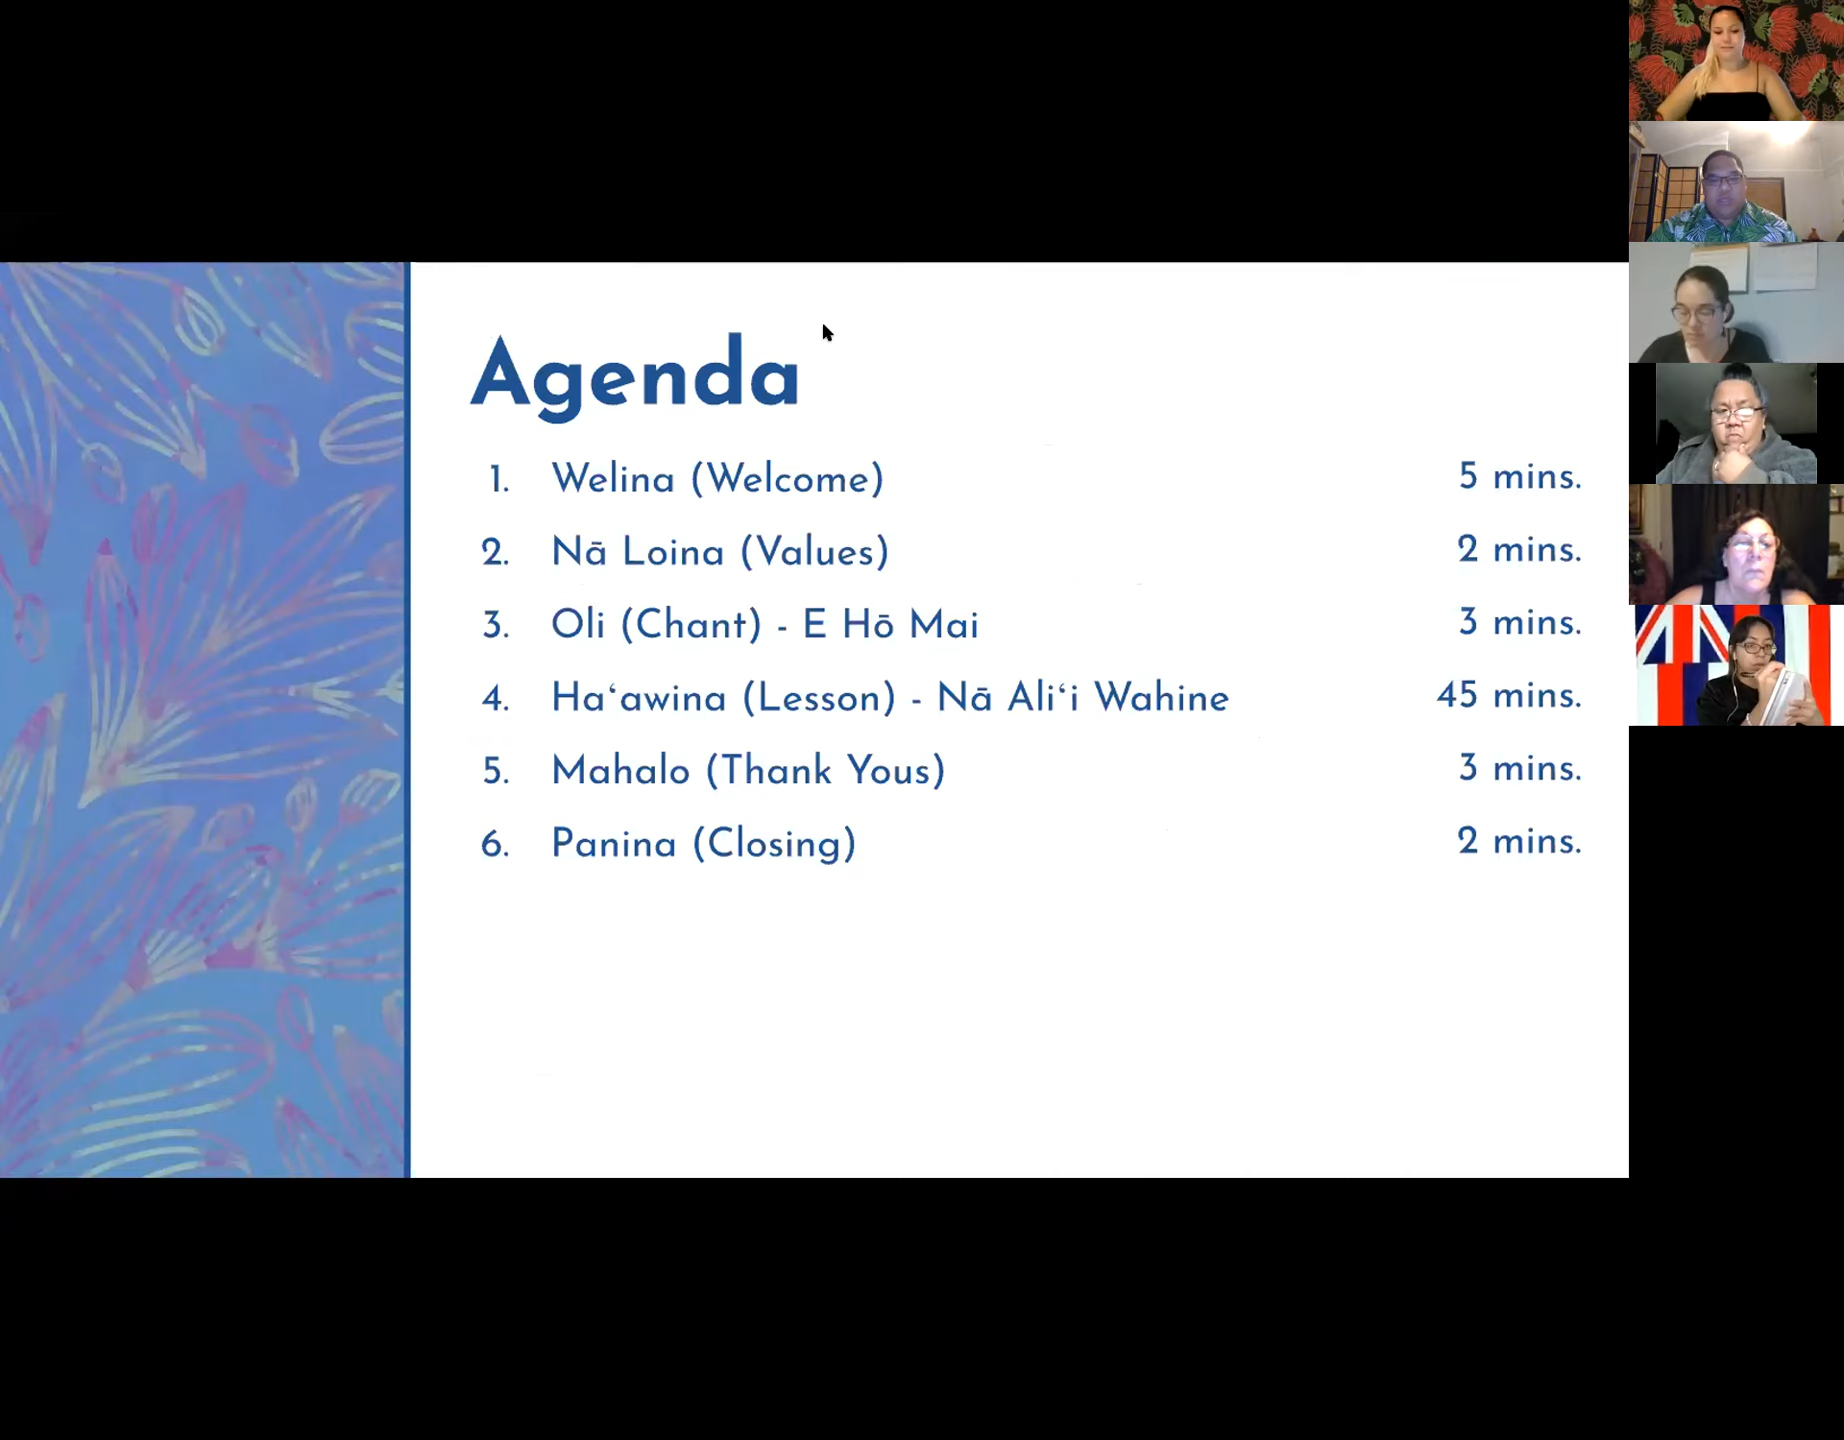 Agenda
1. Welina (Welcome) 5 mins.
2. Nā Loina (Values) 2 mins.
3. Oli (Chant) - E Hō Mai 3 mins.
4. Haʻawina (Lesson) - Nā Aliʻi Wahine 45 mins.
5. Mahalo (Thank Yous) 3 mins.
6. Panina (Closing) 2 mins.